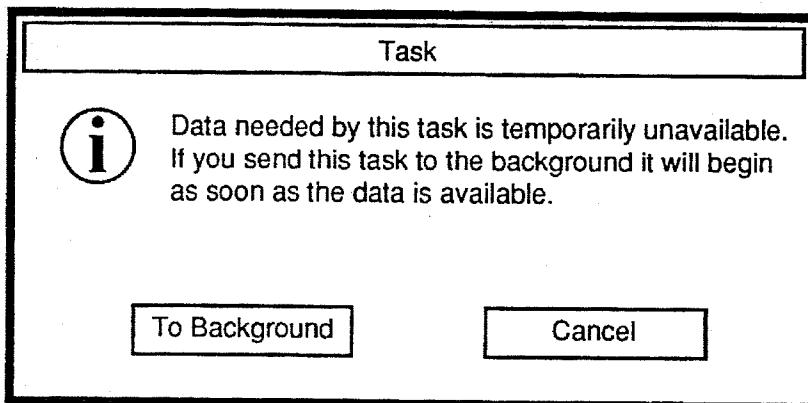 Task
Data needed by this task is temporarily unavailable.
If you send this task to the background it will begin
as soon as the data is available.
To Background
Cancel